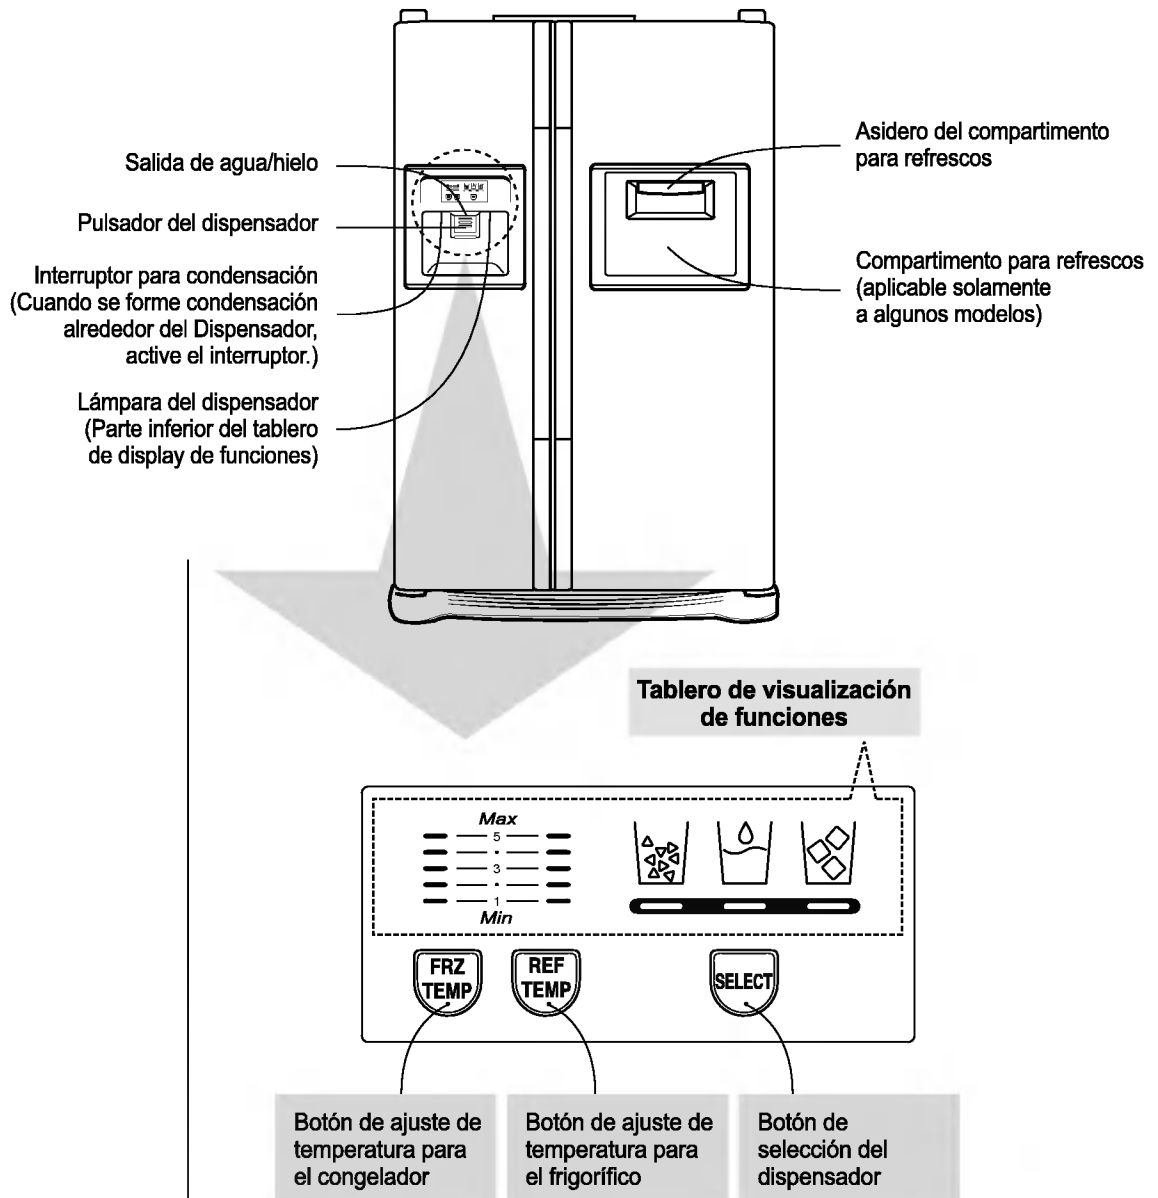 Salida de agua/hielo
Pulsador del dispensador
Interruptor para condensación
(Cuando se forme condensación
alrededor del Dispensador,
active el interruptor.)
Lámpara del dispensador
(Parte inferior del tablero
de display de funciones)
Asidero del compartimento
para refrescos
Compartimento para refrescos
(aplicable solamente
a algunos modelos)
Tablero de visualización
de funciones
Max
5
3
1
Min
FRZ
TEMP
REF
TEMP
SELECT
Botón de ajuste de
temperatura para
el congelador
Botón de ajuste de
temperatura para
el frigorífico
Botón de
selección del
dispensador